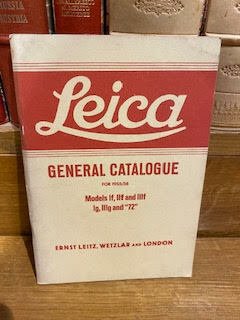 Leica
GENERAL CATALOGUE
FOR 1955/58
Models If, IIf and IIIf
Ig, IIIg and "72"
ERNST LEITZ, WETZLAR AND LONDON